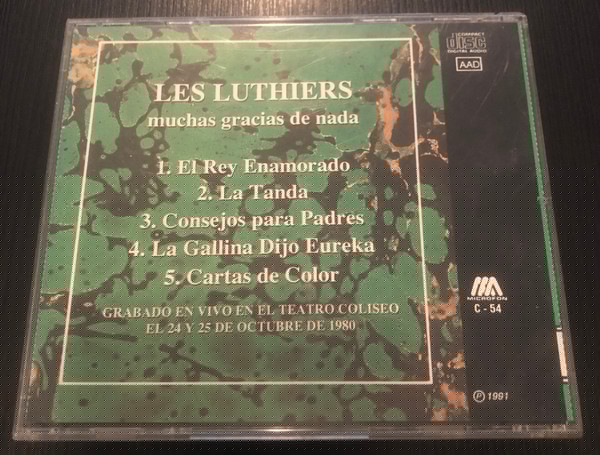 LES LUTHIERS
muchas gracias de nada
1. El Rey Enamorado
2. La Tanda
3. Consejos para Padres
4. La Gallina Dijo Eureka
5. Cartas de Color
GRABADO EN VIVO EN EL TEATRO COLISEO
EL 24 Y 25 DE OCTUBRE DE 1980
COMPACT
disc
DIGITAL AUDIO
AAD
MICROFON
C - 54
℗ 1991